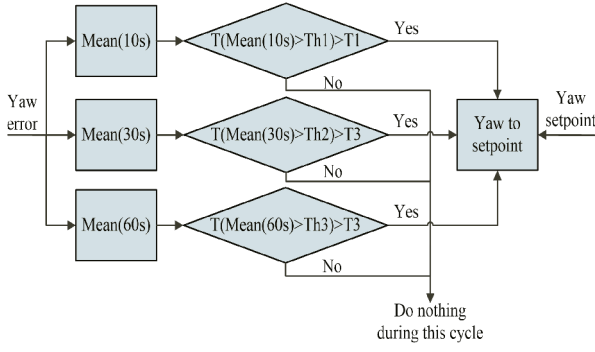 Mean(10s)
T(Mean(10s)>Th1)>T1
Yes
No
Yaw
error
Mean(30s)
T(Mean(30s)>Th2)>T3
Yes
No
Yaw to
setpoint
Yaw
setpoint
Mean(60s)
T(Mean(60s)>Th3)>T3
Yes
No
Do nothing
during this cycle